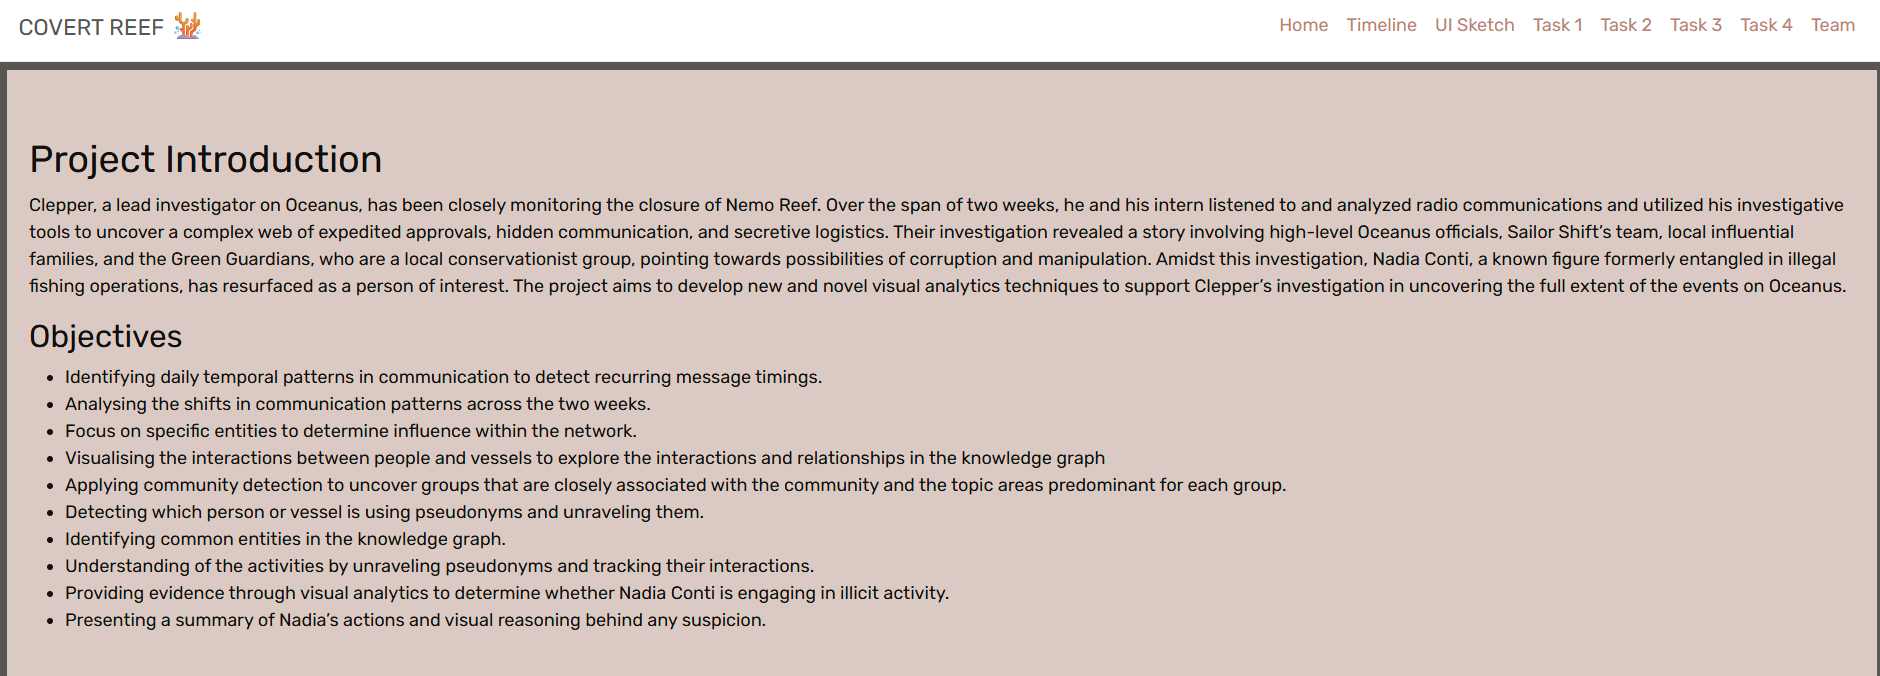 COVERT REEF
Home Timeline UI Sketch Task 1 Task 2 Task 3 Task 4 Team
Project Introduction
Clepper, a lead investigator on Oceanus, has been closely monitoring the closure of Nemo Reef. Over the span of two weeks, he and his intern listened to and analyzed radio communications and utilized his investigative
tools to uncover a complex web of expedited approvals, hidden communication, and secretive logistics. Their investigation revealed a story involving high-level Oceanus officials, Sailor Shift's team, local influential
families, and the Green Guardians, who are a local conservationist group, pointing towards possibilities of corruption and manipulation. Amidst this investigation, Nadia Conti, a known figure formerly entangled in illegal
fishing operations, has resurfaced as a person of interest. The project aims to develop new and novel visual analytics techniques to support Clepper's investigation in uncovering the full extent of the events on Oceanus.
Objectives
• Identifying daily temporal patterns in communication to detect recurring message timings.
• Analysing the shifts in communication patterns across the two weeks.
• Focus on specific entities to determine influence within the network.
• Visualising the interactions between people and vessels to explore the interactions and relationships in the knowledge graph
• Applying community detection to uncover groups that are closely associated with the community and the topic areas predominant for each group.
• Detecting which person or vessel is using pseudonyms and unraveling them.
• Identifying common entities in the knowledge graph.
• Understanding of the activities by unraveling pseudonyms and tracking their interactions.
• Providing evidence through visual analytics to determine whether Nadia Conti is engaging in illicit activity.
• Presenting a summary of Nadia's actions and visual reasoning behind any suspicion.